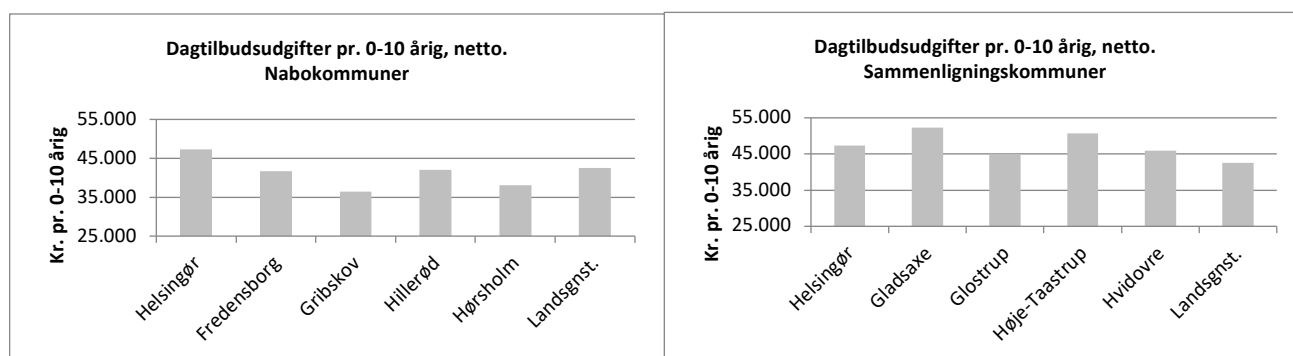 Dagtilbudsudgifter pr. 0-10 årig, netto.
Nabokommuner
Kr. pr. 0-10 årig
55.000
45.000
35.000
25.000
Helsingør
Fredensborg
Gribskov
Hillerød
Hørsholm
Landsgnst.
Dagtilbudsudgifter pr. 0-10 årig, netto.
Sammenligningskommuner
Kr. pr. 0-10 årig
55.000
45.000
35.000
25.000
Helsingør
Gladsaxe
Glostrup
Høje-Taastrup
Hvidovre
Landsgnst.